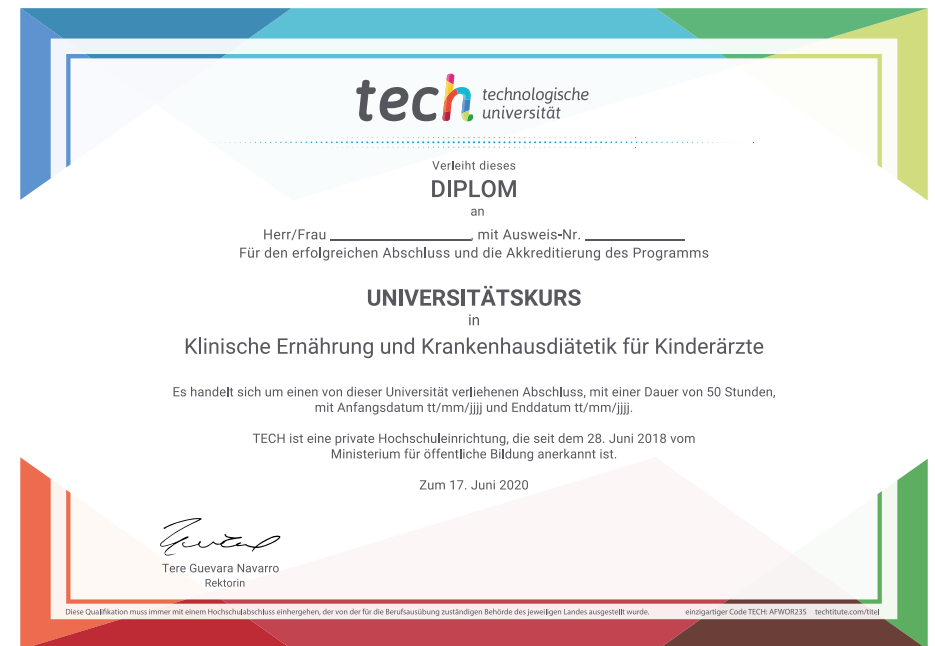 tech technologische
universität
Verleiht dieses
DIPLOM
an
Herr/Frau ____________________, mit Ausweis-Nr. ______________
Für den erfolgreichen Abschluss und die Akkreditierung des Programms
UNIVERSITÄTSKURS
in
Klinische Ernährung und Krankenhausdiätetik für Kinderärzte
Es handelt sich um einen von dieser Universität verliehenen Abschluss, mit einer Dauer von 50 Stunden,
mit Anfangsdatum tt/mm/jjjj und Enddatum tt/mm/jjjj.
TECH ist eine private Hochschuleinrichtung, die seit dem 28. Juni 2018 vom
Ministerium für öffentliche Bildung anerkannt ist.
Zum 17. Juni 2020
Tere Guevara Navarro
Rektorin
Diese Qualifikation muss immer mit einem Hochschulabschluss einhergehen, der von der für die Berufsausübung zuständigen Behörde des jeweiligen Landes ausgestellt wurde. einzigartiger Code TECH: AFWOR23S techtitute.com/titel